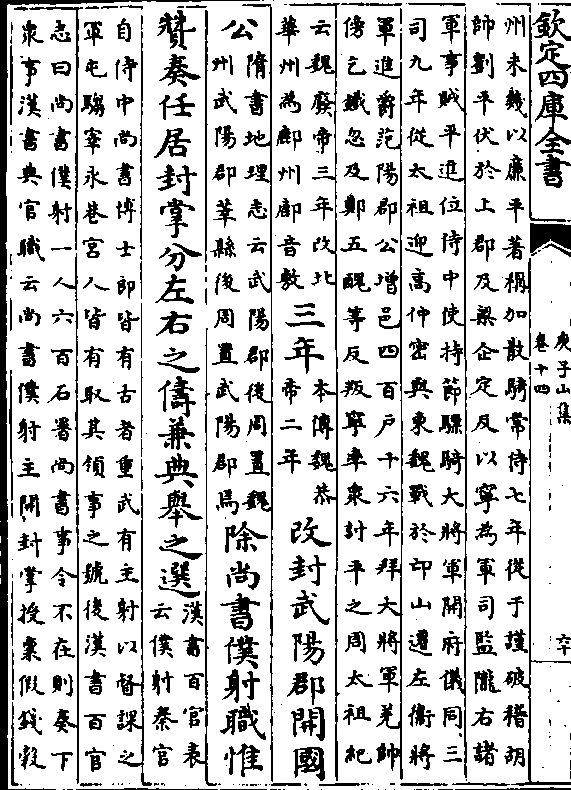 欽定四庫全書
庾子山集
卷十四
六十
州未幾以廉平著稱加散騎常侍七年從于謹破稽胡
師劉平伏於上郡及梁企定反以寧為軍司監隴右諸
軍事賊平進位侍中使持節驃騎大將軍開府儀同三
司九年從太祖迎高仲密與東魏戰於邙山遷左衛將
軍進爵范陽郡公增邑四百戶十六年拜大將軍羌帥
傍乞鐵忽及鄭五醜等反叛寧率衆討平之周太祖紀
云魏廢帝三年改北
華州為鄜州鄜音敷
三年
本傳魏恭
帝二年
改封武陽郡開國
公
隋書地理志云武陽郡後周置魏
州武陽郡莘縣後周置武陽郡焉
除尚書僕射職惟
贊奏任居封掌分左右之儔兼典舉之選
漢書百官表
云僕射秦官
自侍中尚書博士郎皆有古者重武有主射以督課之
軍屯騶宰永巷宮人皆有取其領事之號後漢書百官
志曰尚書僕射一人六百石署尚書事令不在則奏下
衆事漢書典官職云尚書僕射主開封掌授稟假錢穀